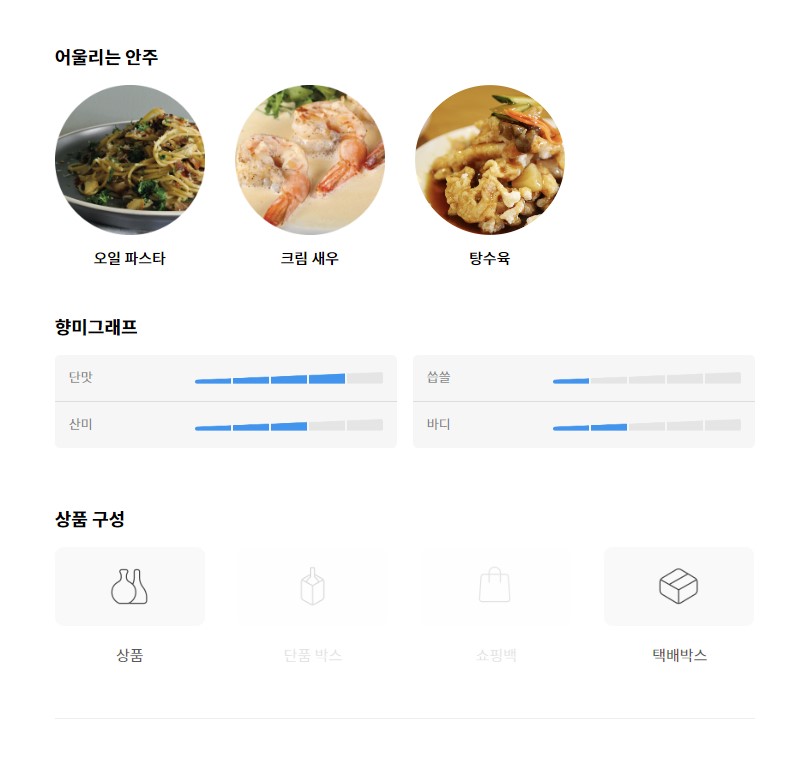 어울리는 안주
오일 파스타
크림 새우
탕수육
향미그래프
단맛
씁쓸
산미
바디
상품 구성
상품
단품 박스
쇼핑백
택배박스